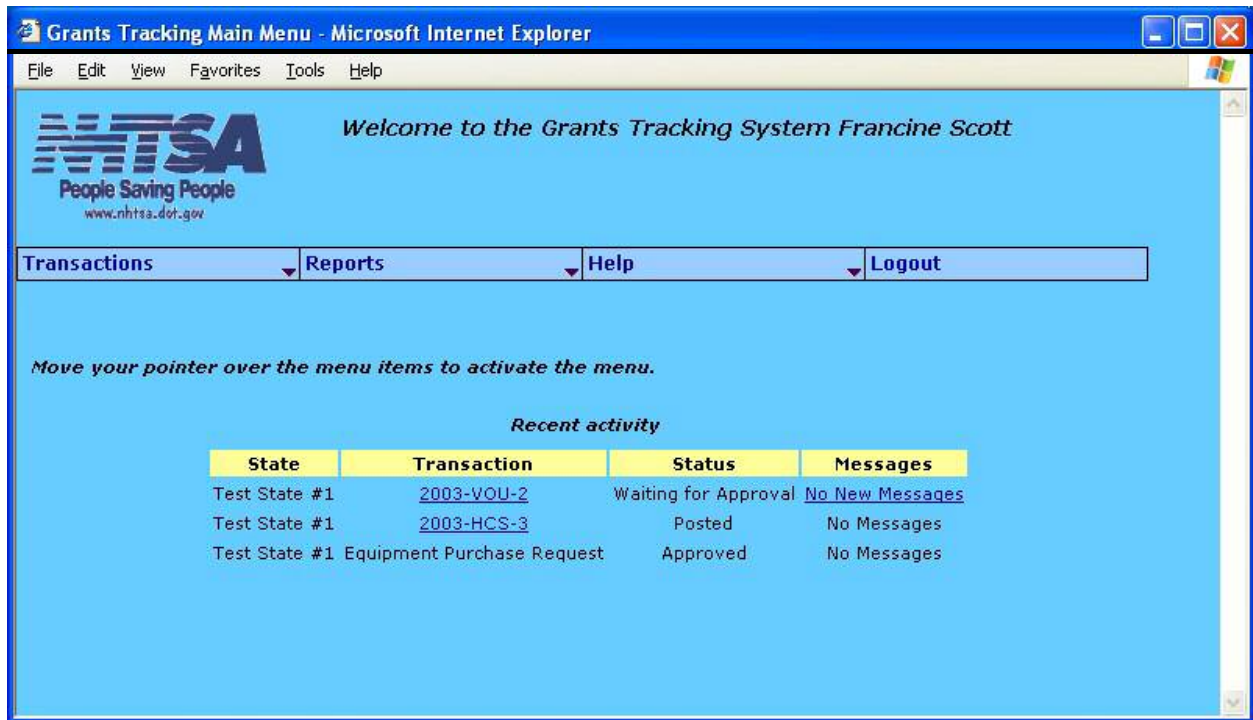 Grants Tracking Main Menu - Microsoft Internet Explorer
File Edit View Favorites Tools Help
NHTSA
People Saving People
www.nhtsa.dot.gov
Welcome to the Grants Tracking System Francine Scott
Transactions Reports Help Logout
Move your pointer over the menu items to activate the menu.
Recent activity
State Transaction Status Messages
Test State #1 2003-VOU-2 Waiting for Approval No New Messages
Test State #1 2003-HCS-3 Posted No Messages
Test State #1 Equipment Purchase Request Approved No Messages